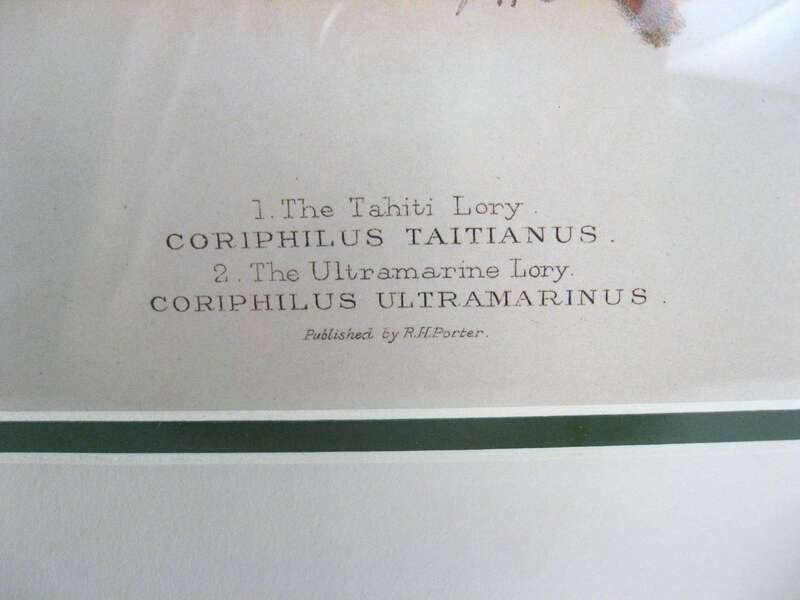 1. The Tahiti Lory.
CORIPHILUS TAITIANUS.
2. The Ultramarine Lory.
CORIPHILUS ULTRAMARINUS.
Published by R.H.Porter.